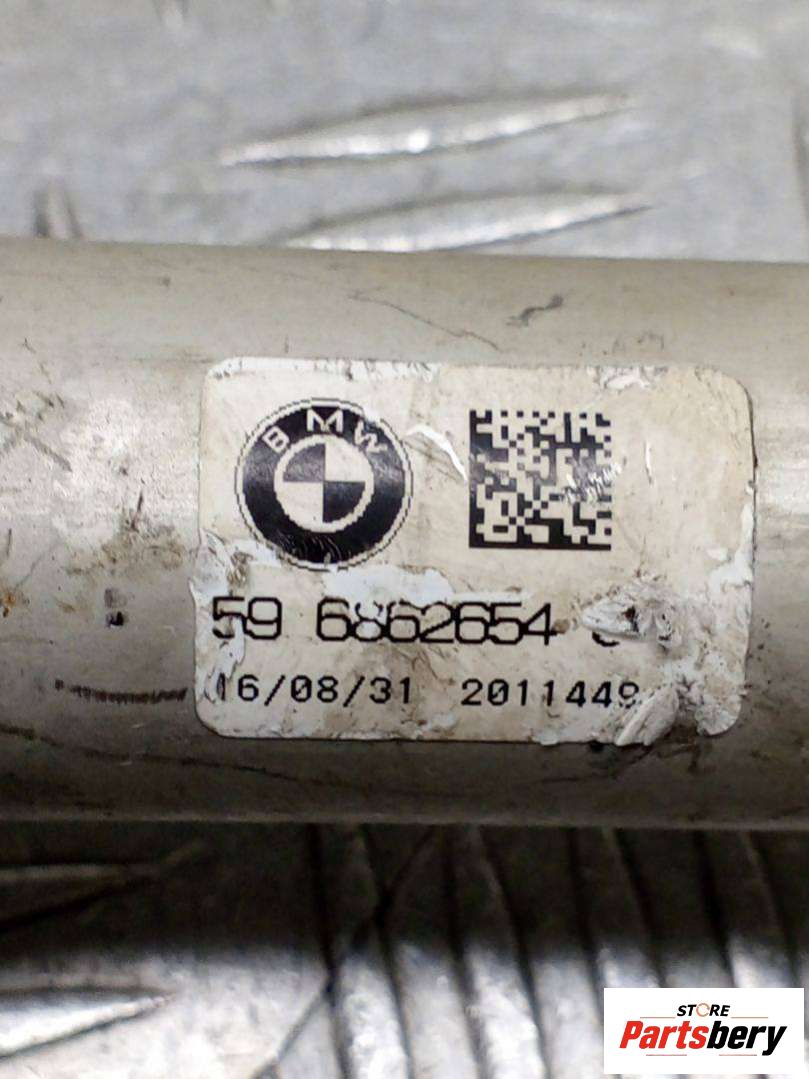 BMW
59 6862654
16/08/31 2011449
STORE
Partsbery